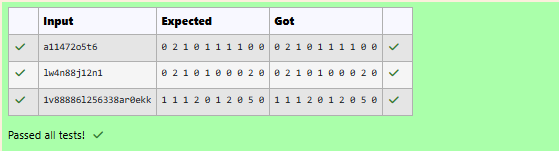 Input Expected Got
a11472o5t6 0 2 1 0 1 1 1 1 0 0 0 2 1 0 1 1 1 1 0 0
lw4n88j12n1 0 2 1 0 1 0 0 0 2 0 0 2 1 0 1 0 0 0 2 0
1v88886l256338ar0ekk 1 1 1 2 0 1 2 0 5 0 1 1 1 2 0 1 2 0 5 0
Passed all tests!